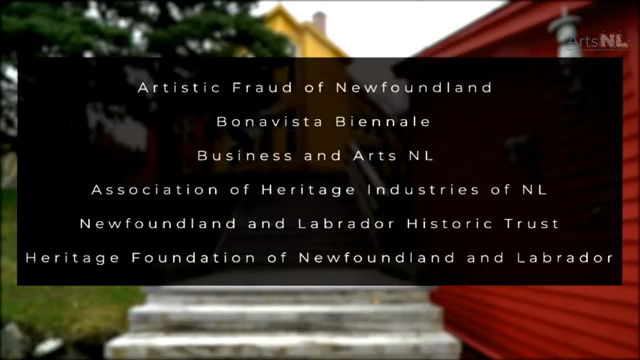 ArtsNL
Artistic Fraud of Newfoundland
Bonavista Biennale
Business and Arts NL
Association of Heritage Industries of NL
Newfoundland and Labrador Historic Trust
Heritage Foundation of Newfoundland and Labrador